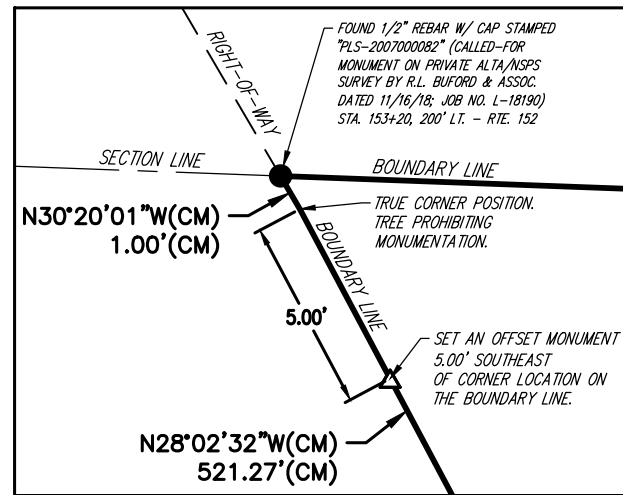 FOUND 1/2" REBAR W/ CAP STAMPED
"PLS-2007000082" (CALLED-FOR
MONUMENT ON PRIVATE ALTA/NSPS
SURVEY BY R.L. BUFORD & ASSOC.
DATED 11/16/18; JOB NO. L-18190)
STA. 153+20, 200' LT. - RTE. 152
RIGHT-OF-WAY
SECTION LINE
BOUNDARY LINE
N30°20'01"W(CM)
1.00'(CM)
TRUE CORNER POSITION.
TREE PROHIBITING
MONUMENTATION.
BOUNDARY LINE
5.00'
SET AN OFFSET MONUMENT
5.00' SOUTHEAST
OF CORNER LOCATION ON
THE BOUNDARY LINE.
N28°02'32"W(CM)
521.27'(CM)